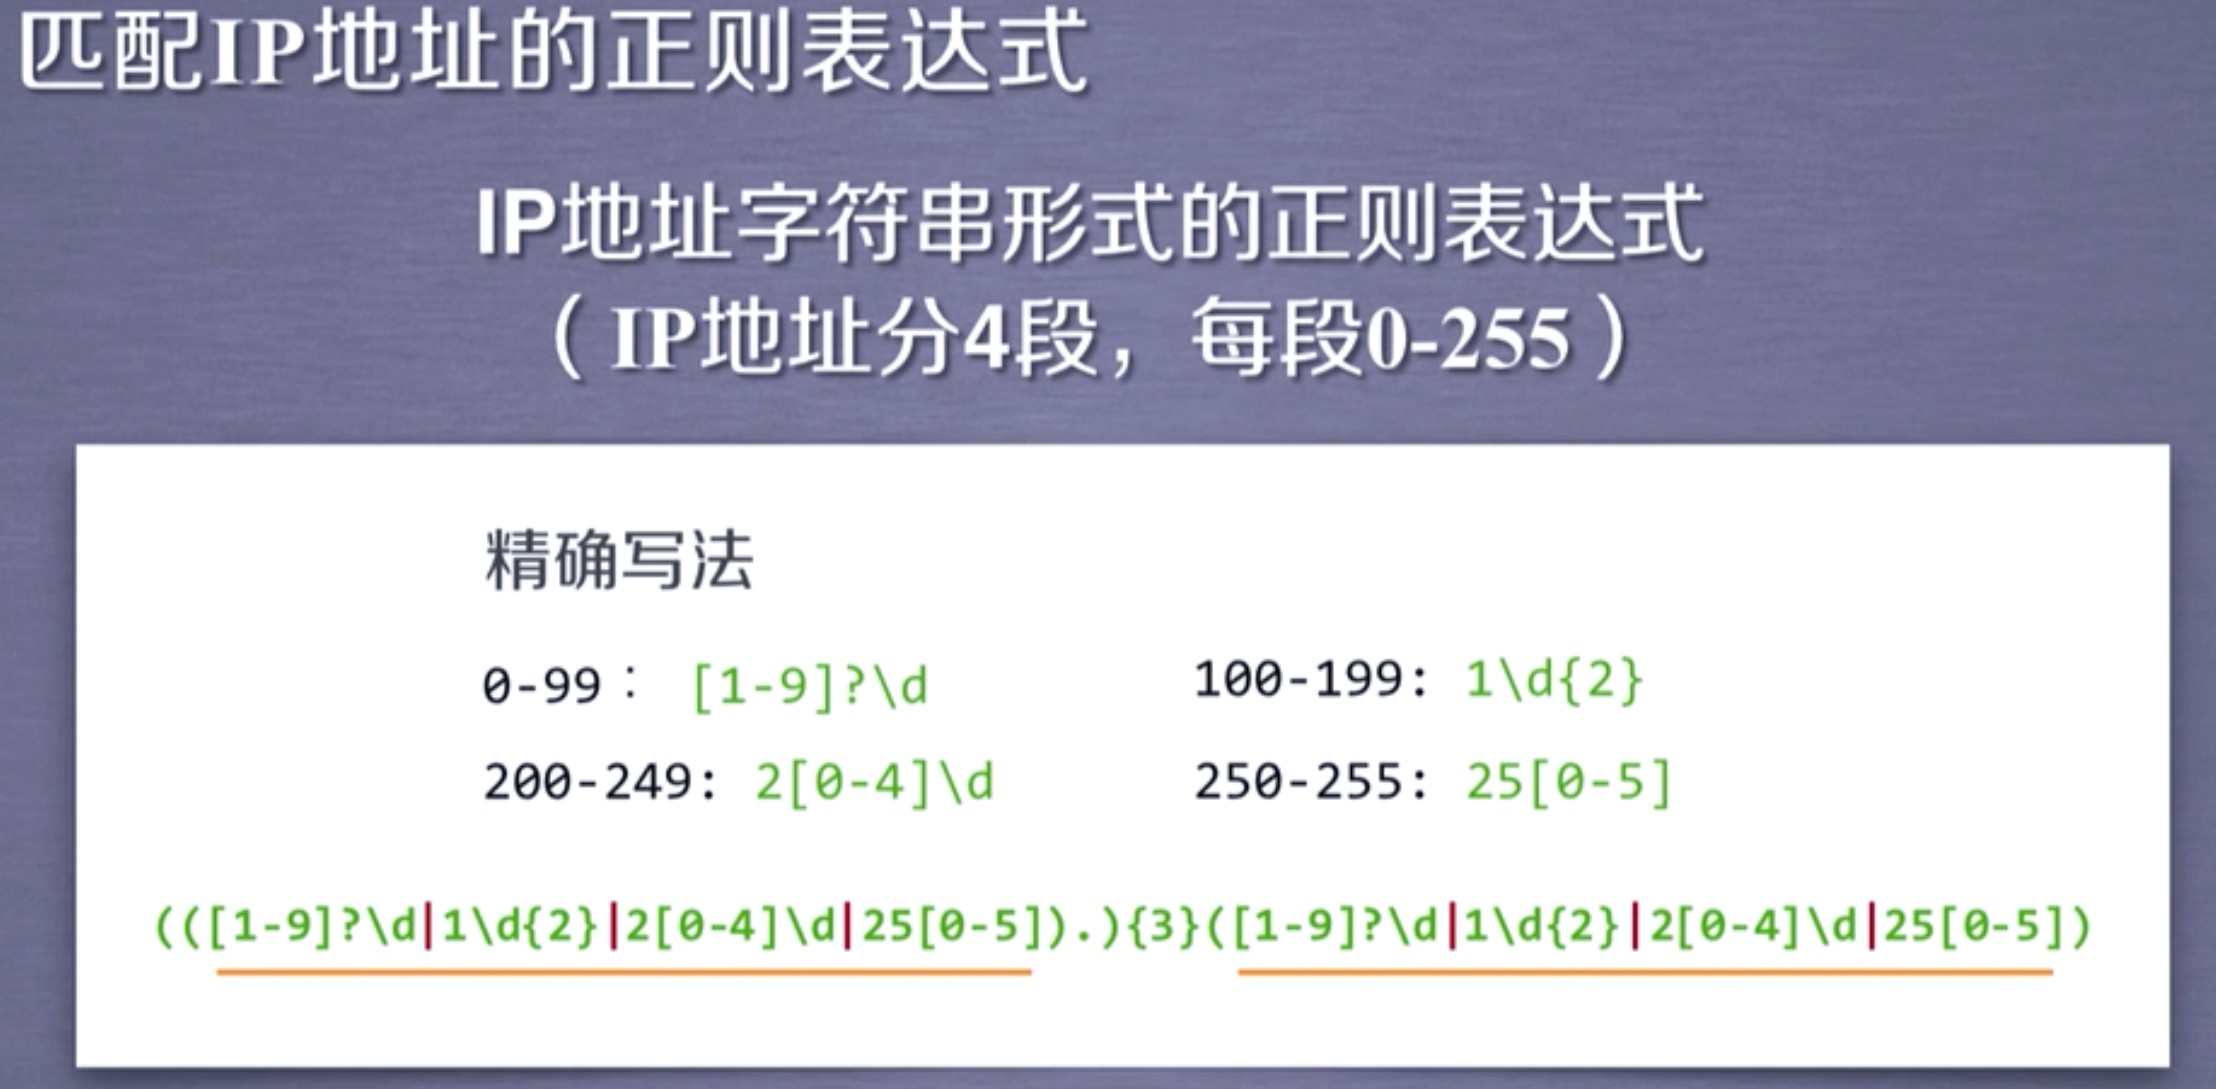 匹配IP地址的正则表达式
IP地址字符串形式的正则表达式
（IP地址分4段，每段0-255）
精确写法
0-99： [1-9]?\d
100-199: 1\d{2}
200-249: 2[0-4]\d
250-255: 25[0-5]
(([1-9]?\d|1\d{2}|2[0-4]\d|25[0-5]).){3}([1-9]?\d|1\d{2}|2[0-4]\d|25[0-5])